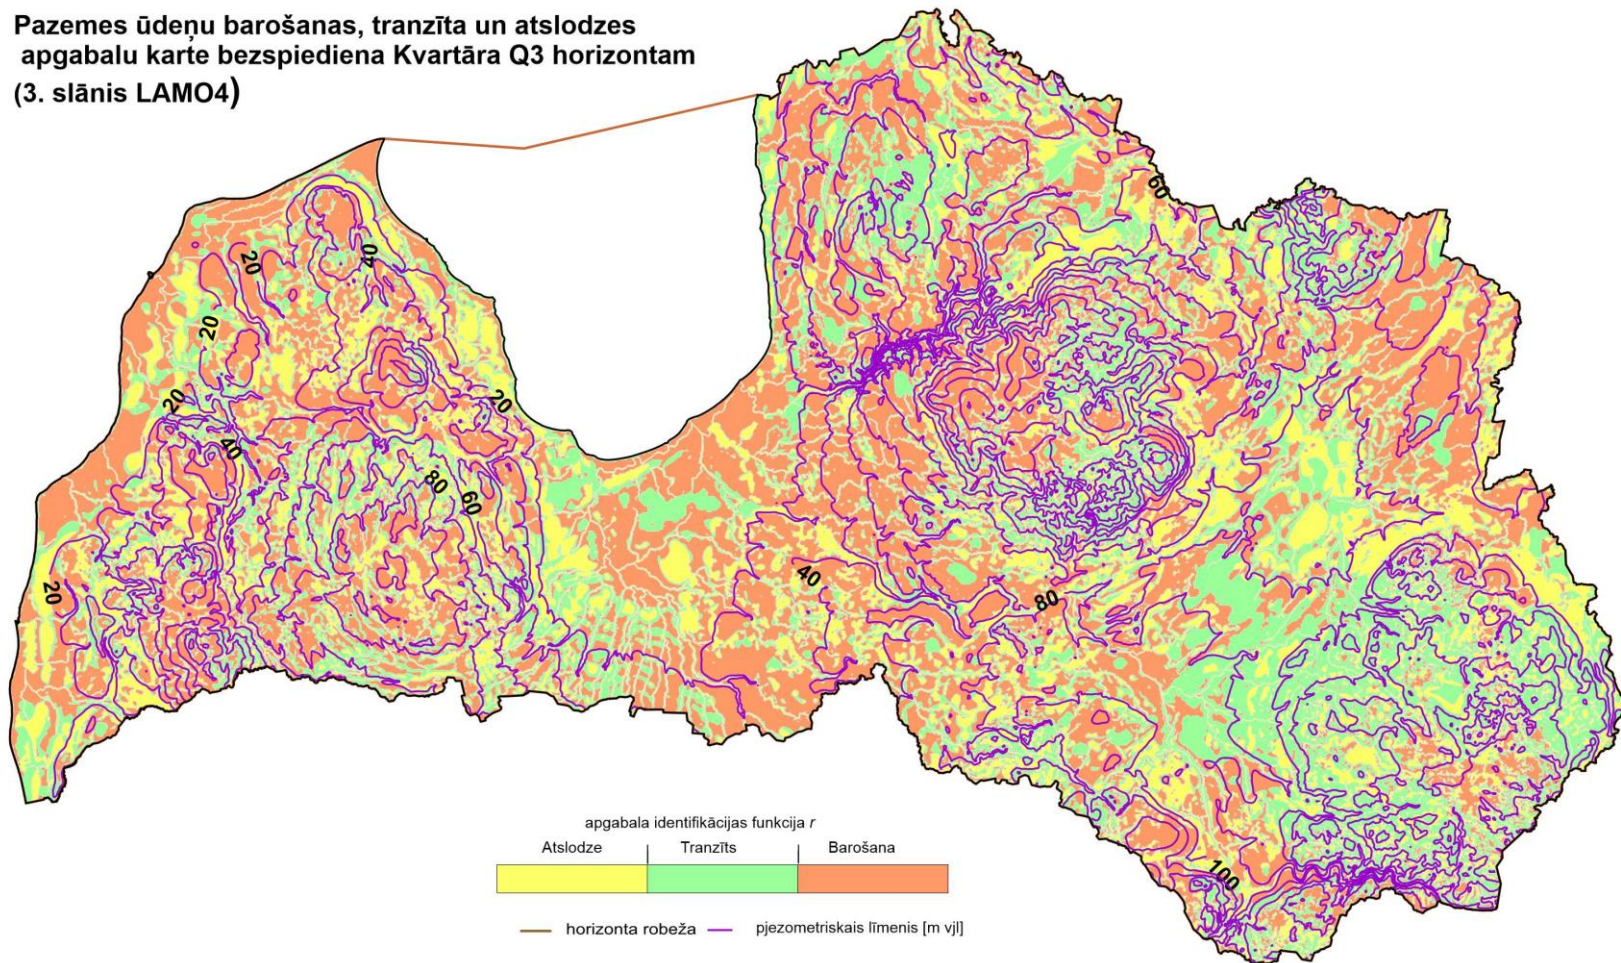 Pazemes ūdeņu barošanas, tranzīta un atslodzes
apgabalu karte bezspiediena Kvartāra Q3 horizontam
(3. slānis LAMO4)
60
20
40
20
20
20
40
80
60
20
40
80
100
apgabala identifikācijas funkcija r
Atslodze Tranzīts Barošana
horizonta robeža pjezometriskais līmenis [m vjl]